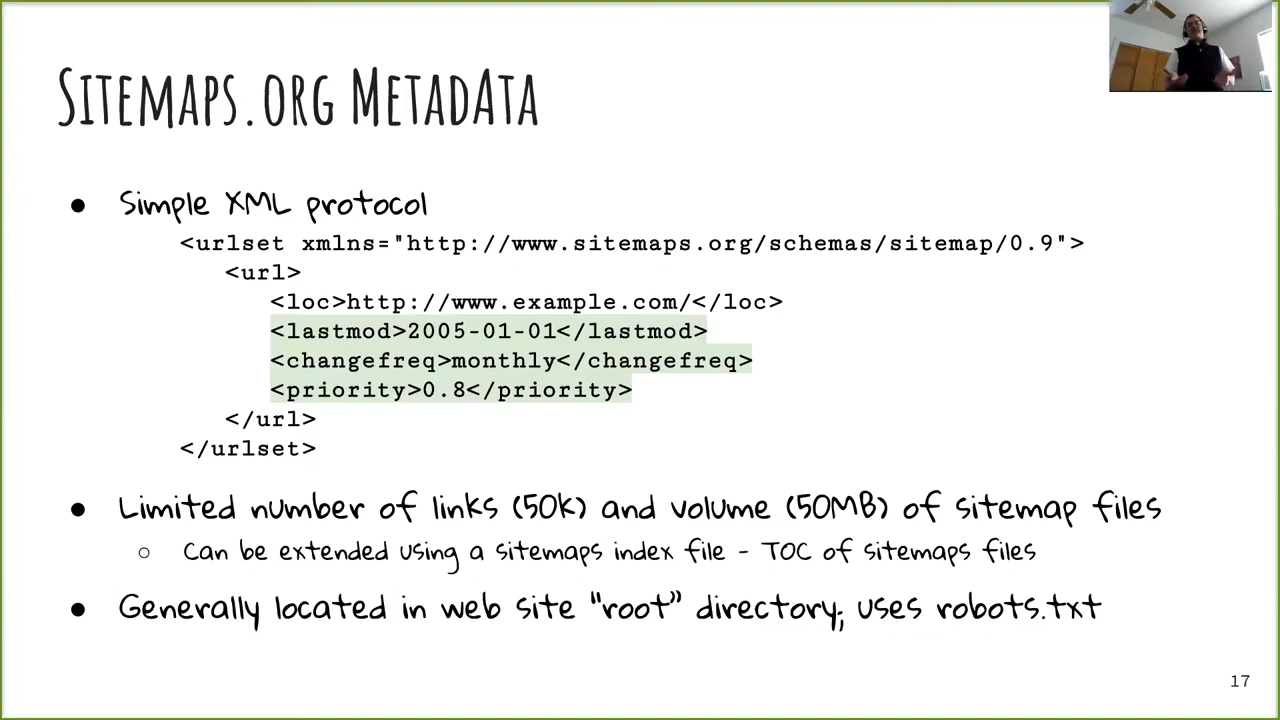 Sitemaps.org Metadata
● Simple XML protocol
<urlset xmlns="http://www.sitemaps.org/schemas/sitemap/0.9">
<url>
<loc>http://www.example.com/</loc>
<lastmod>2005-01-01</lastmod>
<changefreq>monthly</changefreq>
<priority>0.8</priority>
</url>
</urlset>
● Limited number of links (50k) and volume (50MB) of sitemap files
○ Can be extended using a sitemaps index file - TOC of sitemaps files
● Generally located in web site "root" directory; uses robots.txt
17